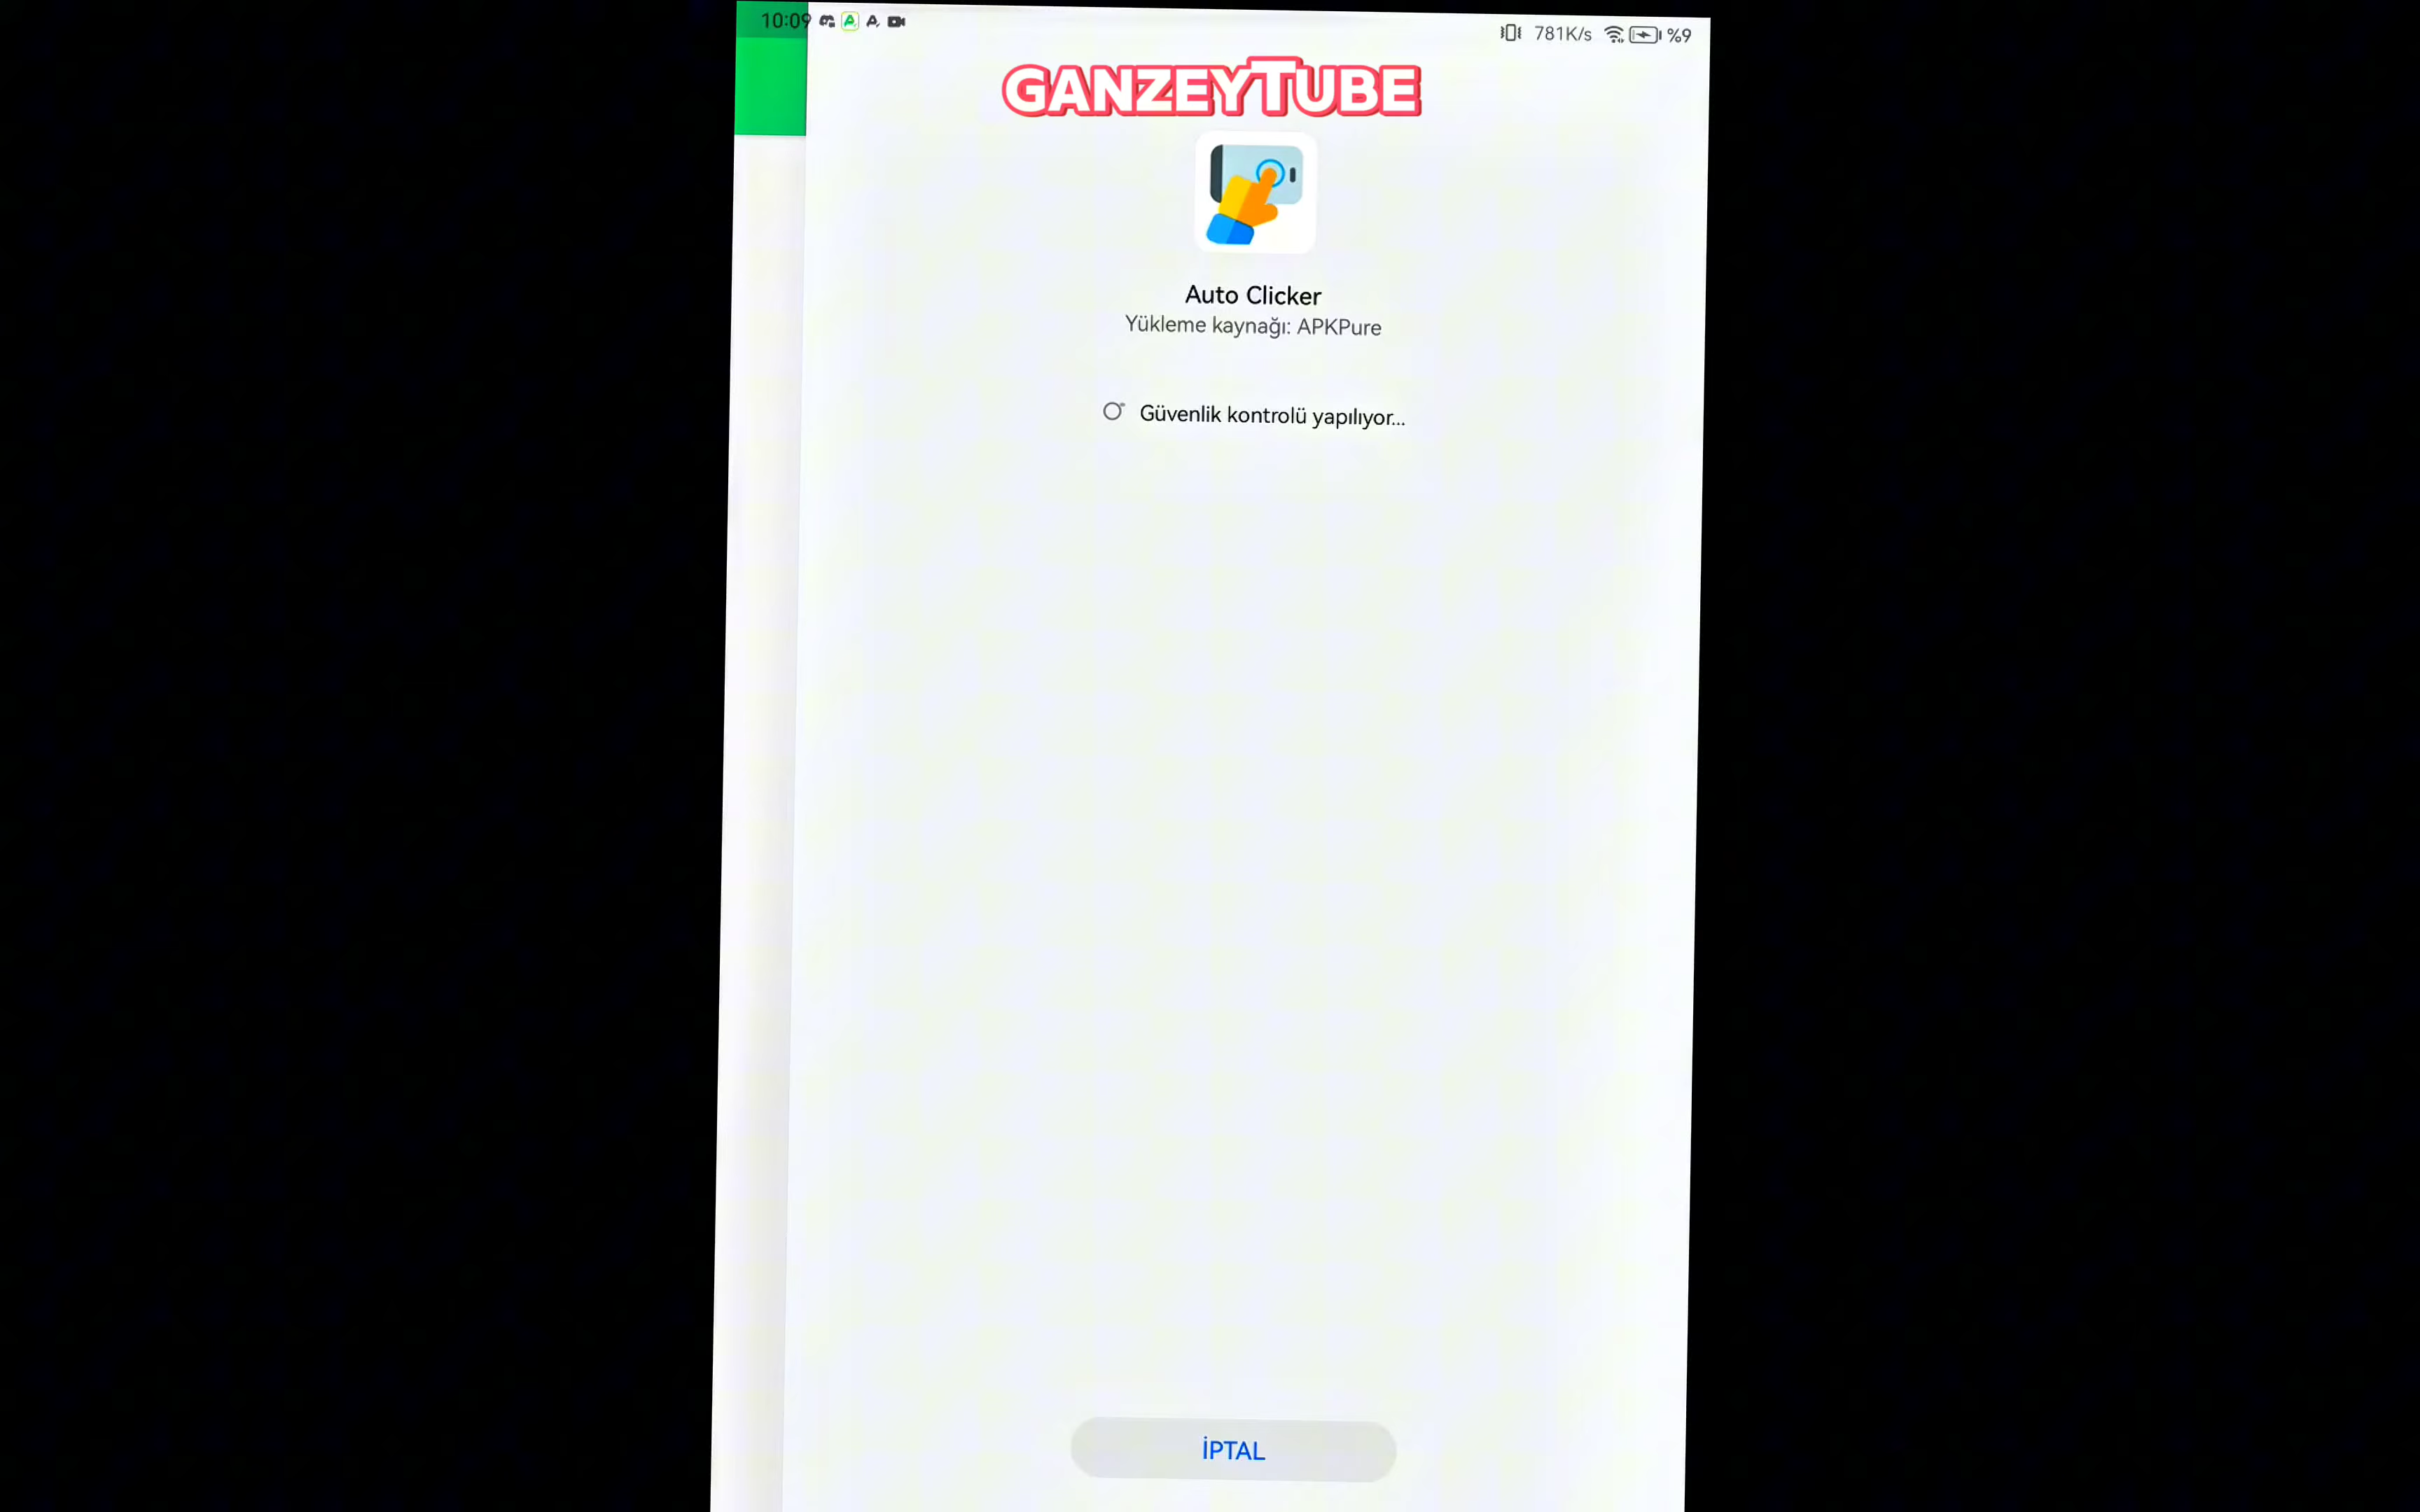 10:09
781K/s %9
GANZEYTUBE
Auto Clicker
Yükleme kaynağı: APKPure
Güvenlik kontrolü yapılıyor...
İPTAL